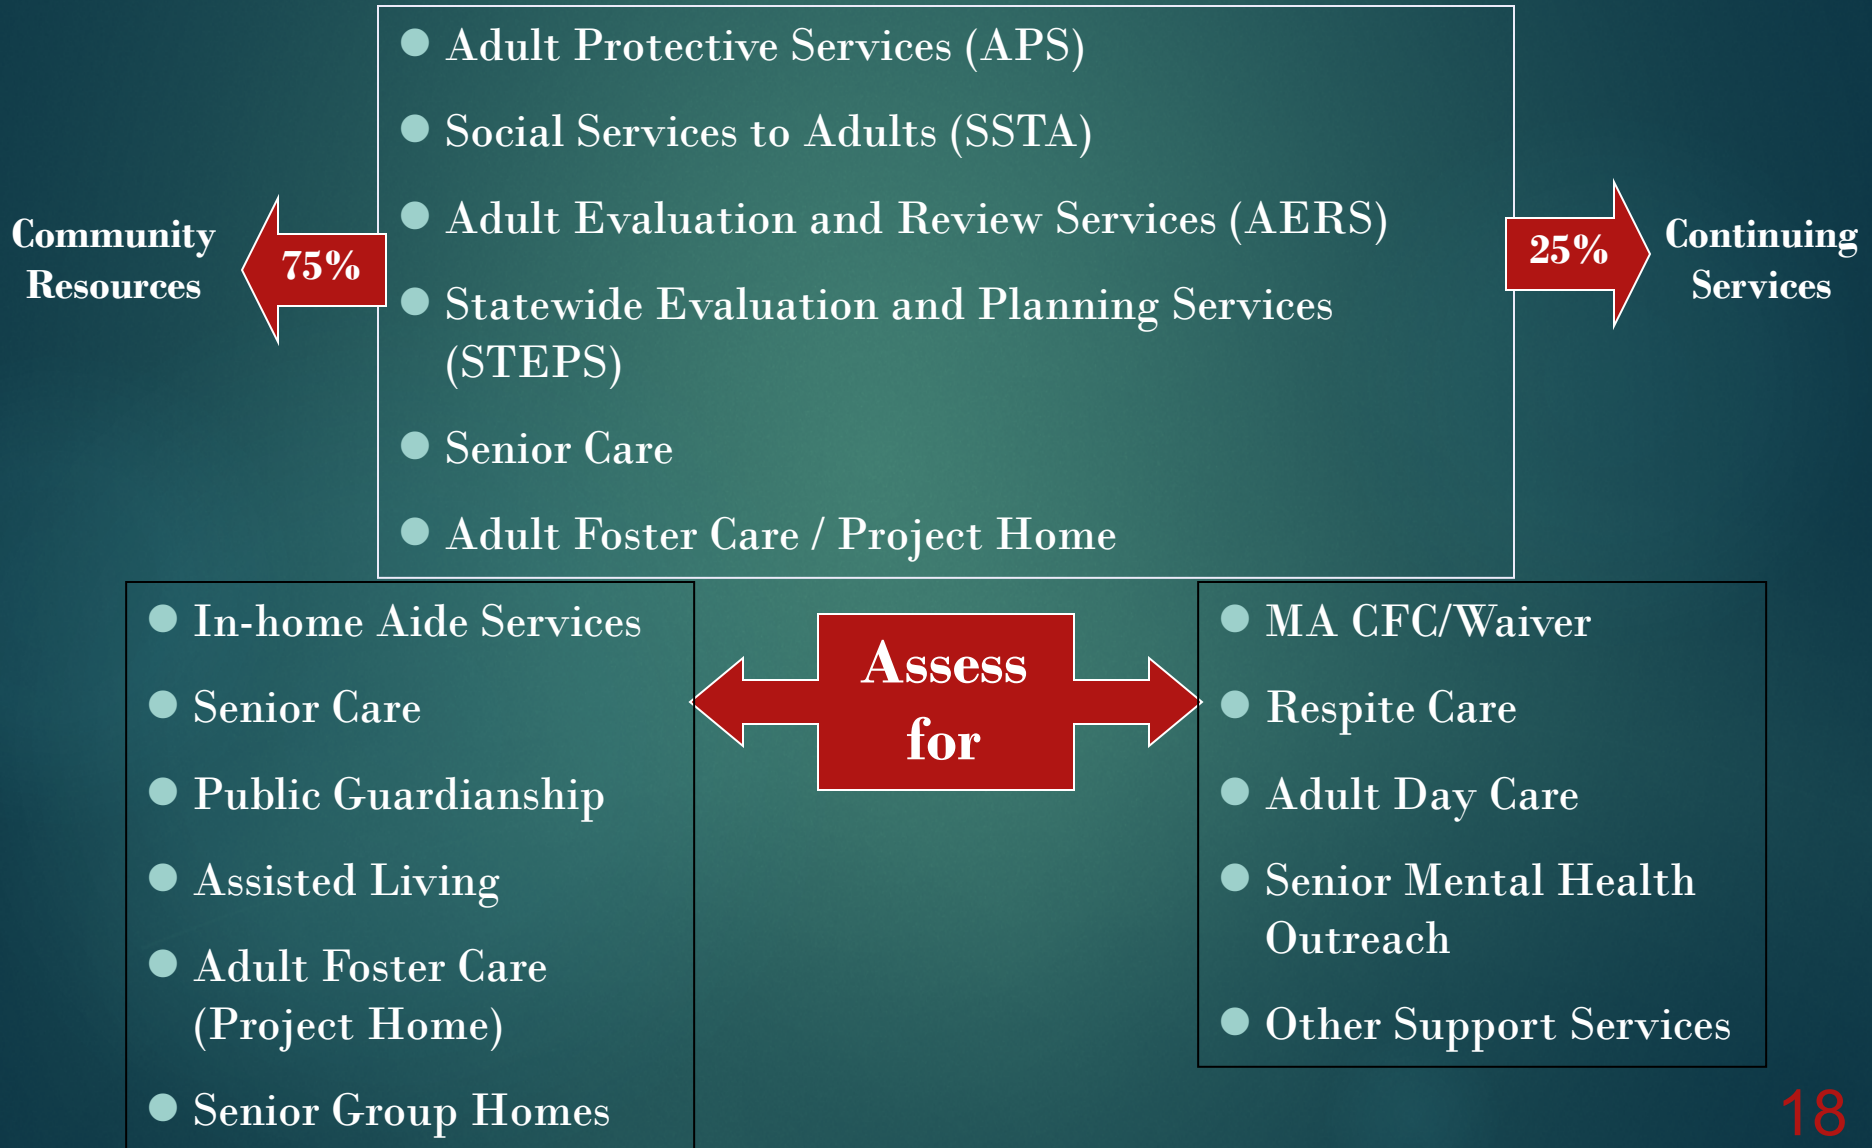 Adult Protective Services (APS)
Social Services to Adults (SSTA)
Adult Evaluation and Review Services (AERS)
Statewide Evaluation and Planning Services
(STEPS)
Senior Care
Adult Foster Care / Project Home
Community
Resources
75%
25%
Continuing
Services
In-home Aide Services
Senior Care
Public Guardianship
Assisted Living
Adult Foster Care
(Project Home)
Senior Group Homes
Assess
for
MA CFC/Waiver
Respite Care
Adult Day Care
Senior Mental Health
Outreach
Other Support Services
18